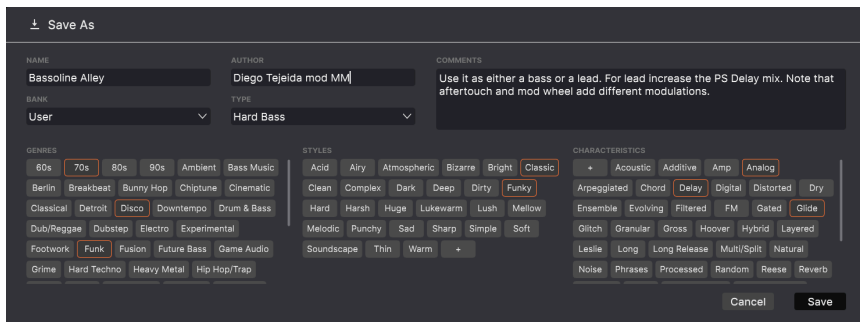 Save As
NAME
AUTHOR
COMMENTS
Bassoline Alley
Diego Tejeida mod MM
Use it as either a bass or a lead. For lead increase the PS Delay mix. Note that
aftertouch and mod wheel add different modulations.
BANK
TYPE
User
Hard Bass
GENRES
60s 70s 80s 90s Ambient Bass Music
Berlin Breakbeat Bunny Hop Chiptune Cinematic
Classical Detroit Disco Downtempo Drum & Bass
Dub/Reggae Dubstep Electro Experimental
Footwork Funk Fusion Future Bass Game Audio
Grime Hard Techno Heavy Metal Hip Hop/Trap
STYLES
Acid Airy Atmospheric Bizarre Bright Classic
Clean Complex Dark Deep Dirty Funky
Hard Harsh Huge Lukewarm Lush Mellow
Melodic Punchy Sad Sharp Simple Soft
Soundscape Thin Warm +
CHARACTERISTICS
+ Acoustic Additive Amp Analog
Arpeggiated Chord Delay Digital Distorted Dry
Ensemble Evolving Filtered FM Gated Glide
Glitch Granular Gross Hoover Hybrid Layered
Leslie Long Long Release Multi/Split Natural
Noise Phrases Processed Random Reese Reverb
Cancel Save